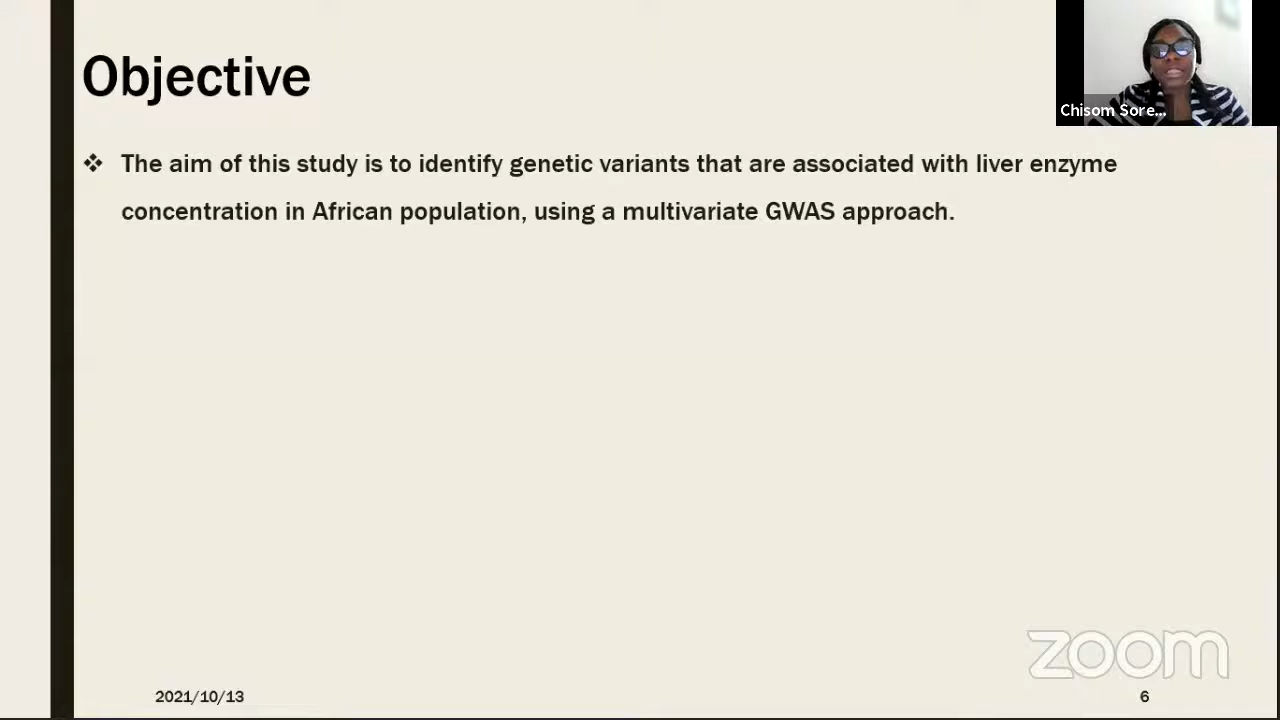 Objective
Chisom Sore...
❖ The aim of this study is to identify genetic variants that are associated with liver enzyme
concentration in African population, using a multivariate GWAS approach.
zoom
2021/10/13
6